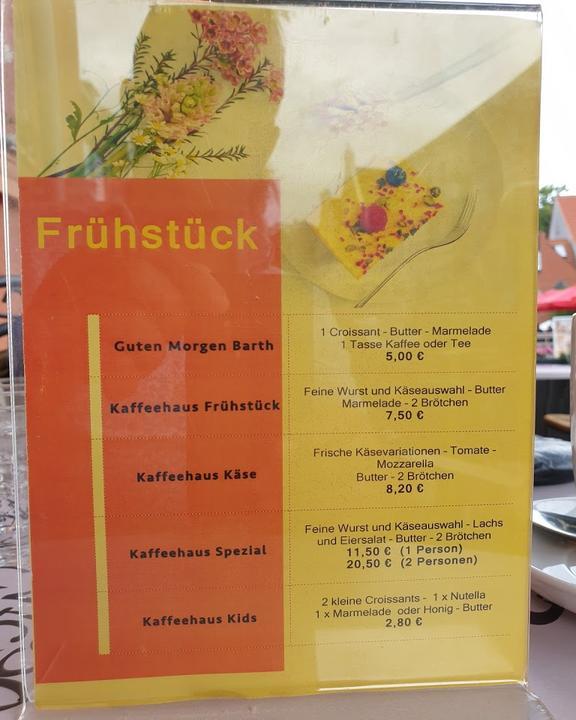 Frühstück
Guten Morgen Barth
1 Croissant - Butter - Marmelade
1 Tasse Kaffee oder Tee
5,00 €
Kaffeehaus Frühstück
Feine Wurst und Käseauswahl - Butter
Marmelade - 2 Brötchen
7,50 €
Kaffeehaus Käse
Frische Käsevariationen - Tomate -
Mozzarella
Butter - 2 Brötchen
8,20 €
Kaffeehaus Spezial
Feine Wurst und Käseauswahl - Lachs
und Eiersalat - Butter - 2 Brötchen
11,50 € (1 Person)
20,50 € (2 Personen)
Kaffeehaus Kids
2 kleine Croissants - 1 x Nutella
1 x Marmelade oder Honig - Butter
2,80 €